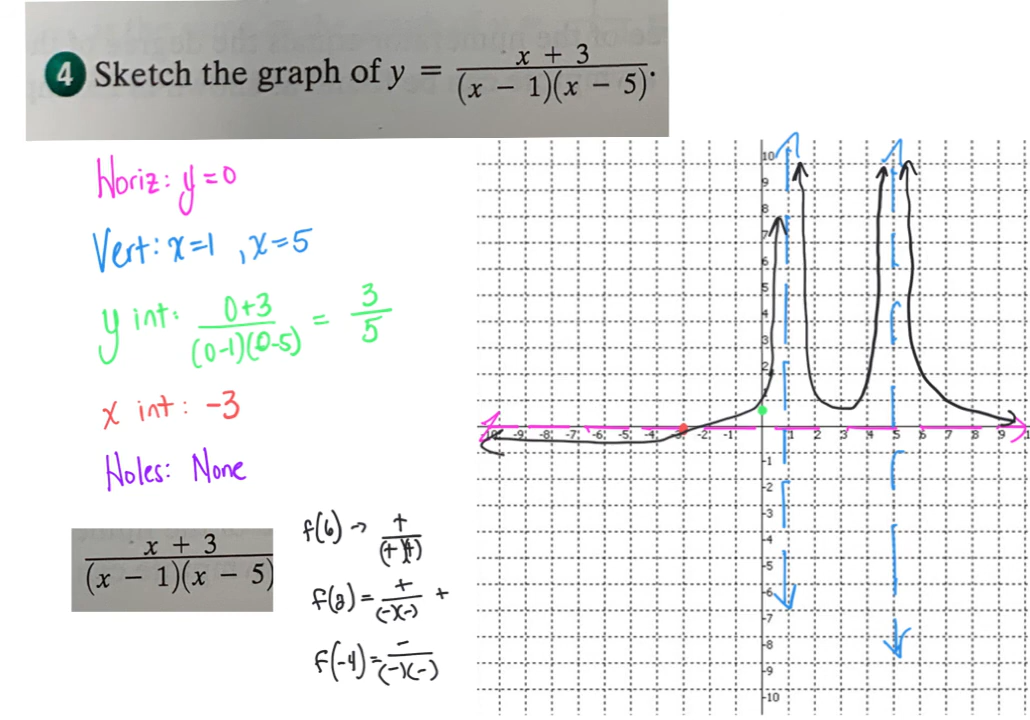 4 Sketch the graph of y = x + 3 / (x − 1)(x − 5).
Horiz: y = 0
Vert: x = 1 , x = 5
y int: 0+3 / (0-1)(0-5) = 3/5
x int: -3
Holes: None
x + 3 / (x − 1)(x − 5)
f(6) → + / (+)(+)
f(3) = + / (-)(-) +
f(-4) = - / (-)(-)
10
9
8
7
6
5
4
3
2
1
-10 -9 -8 -7 -6 -5 -4 -3 -2 -1 1 2 3 4 5 6 7 8 9 1
-1
-2
-3
-4
-5
-6
-7
-8
-9
-10